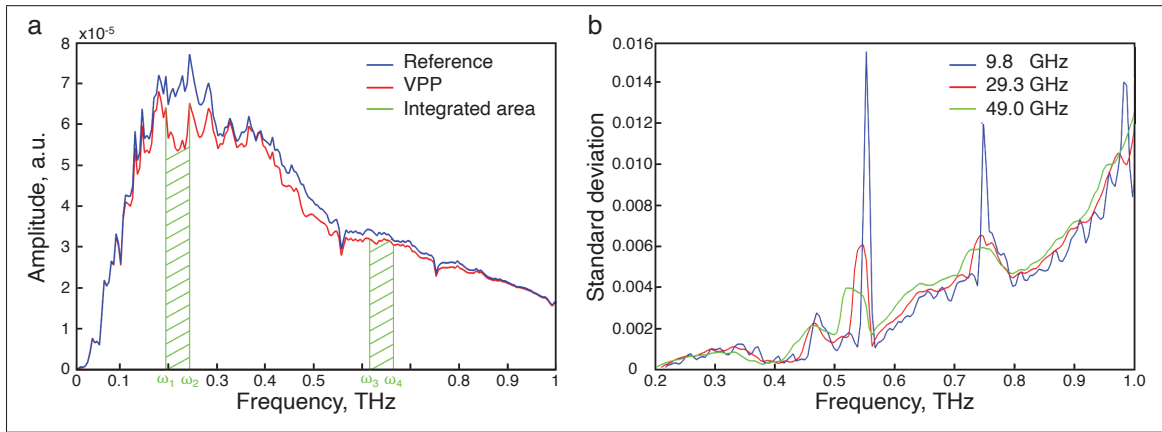 a
x10-5
8
7
6
5
4
3
2
1
0
Amplitude, a.u.
Reference
VPP
Integrated area
0 0.1 0.2 0.3 0.4 0.5 0.8 0.9 1
ω1 ω2 ω3 ω4
Frequency, THz
b
0.016
0.014
0.012
0.010
0.008
0.006
0.004
0.002
0
Standard deviation
9.8 GHz
29.3 GHz
49.0 GHz
0.2 0.3 0.4 0.5 0.6 0.7 0.8 0.9 1.0
Frequency, THz